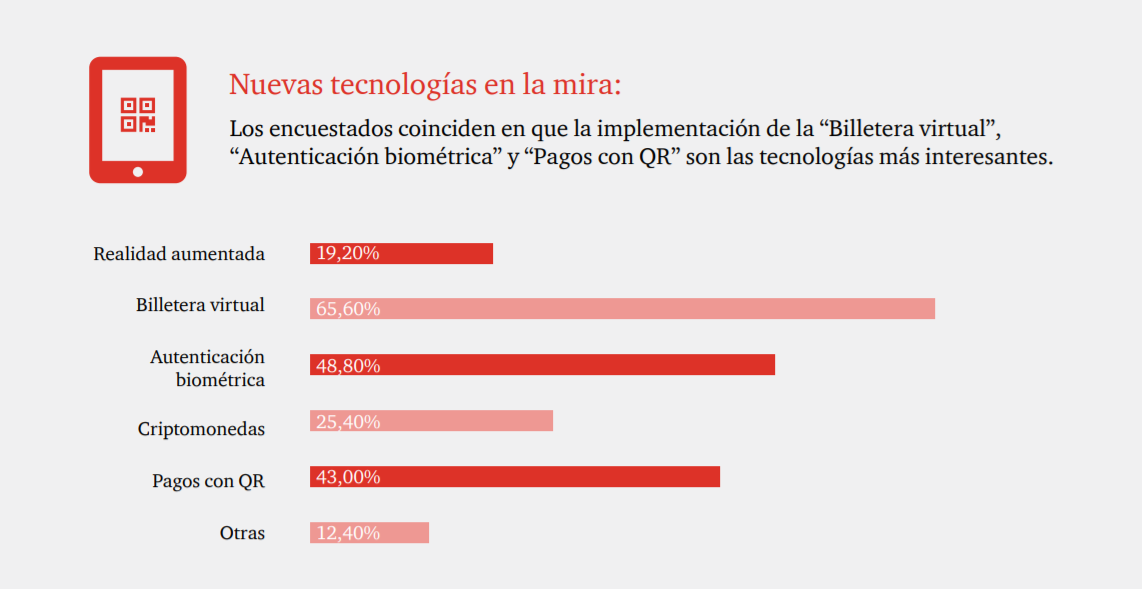 Nuevas tecnologías en la mira:
Los encuestados coinciden en que la implementación de la “Billetera virtual”,
“Autenticación biométrica” y “Pagos con QR” son las tecnologías más interesantes.
Realidad aumentada 19,20%
Billetera virtual 65,60%
Autenticación
biométrica 48,80%
Criptomonedas 25,40%
Pagos con QR 43,00%
Otras 12,40%